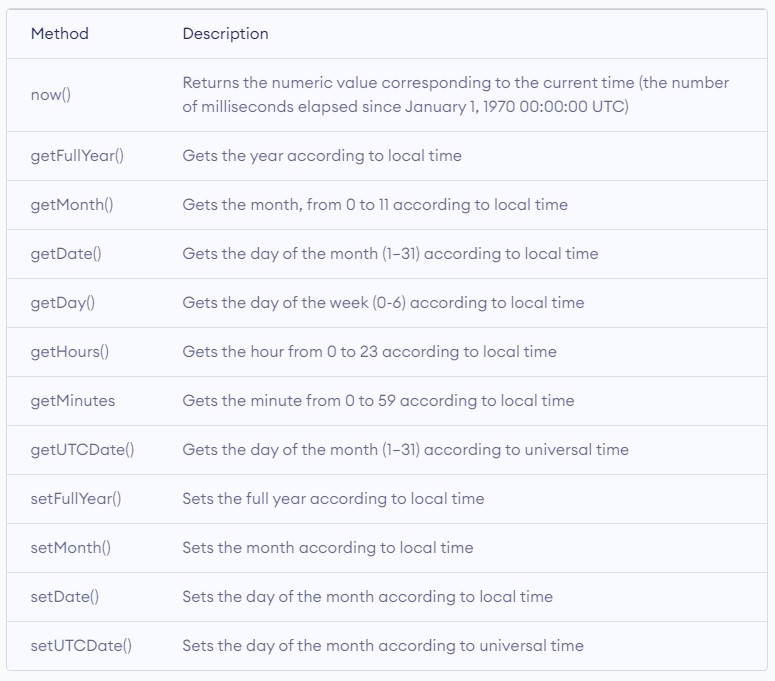 Method Description
now() Returns the numeric value corresponding to the current time (the number
of milliseconds elapsed since January 1, 1970 00:00:00 UTC)
getFullYear() Gets the year according to local time
getMonth() Gets the month, from 0 to 11 according to local time
getDate() Gets the day of the month (1–31) according to local time
getDay() Gets the day of the week (0-6) according to local time
getHours() Gets the hour from 0 to 23 according to local time
getMinutes Gets the minute from 0 to 59 according to local time
getUTCDate() Gets the day of the month (1–31) according to universal time
setFullYear() Sets the full year according to local time
setMonth() Sets the month according to local time
setDate() Sets the day of the month according to local time
setUTCDate() Sets the day of the month according to universal time